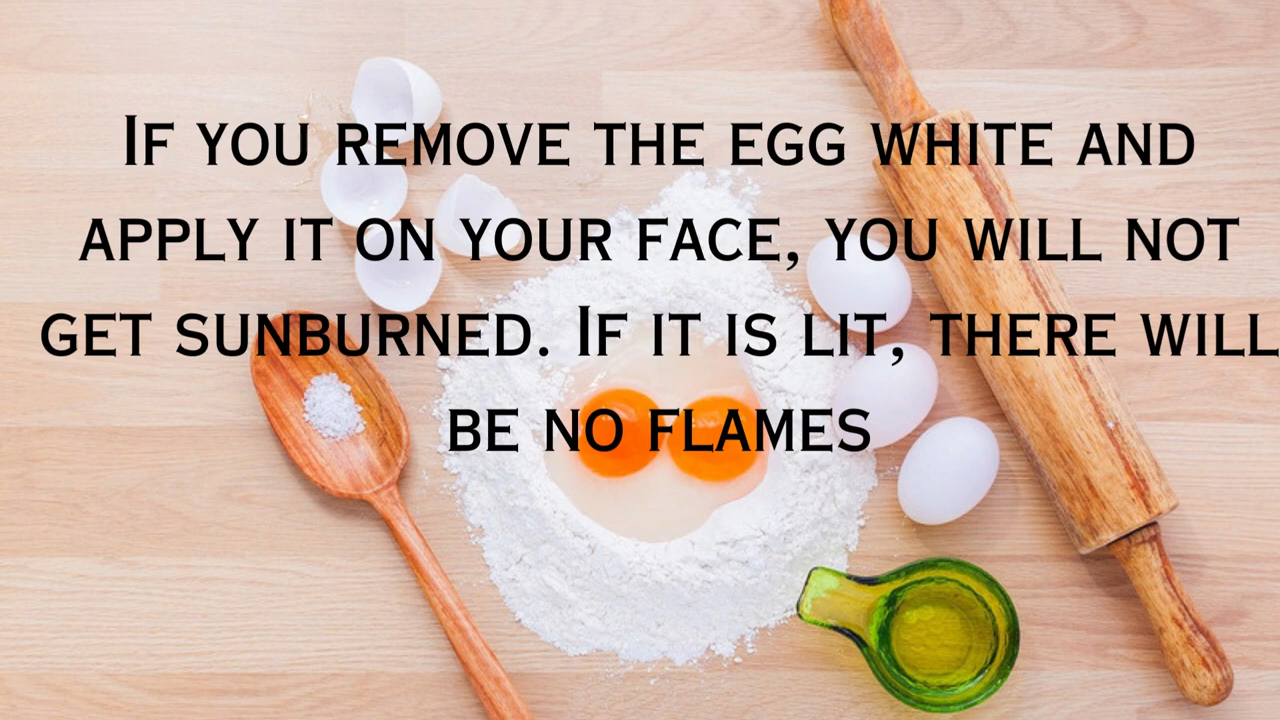 If you remove the egg white and
apply it on your face, you will not
get sunburned. If it is lit, there will
be no flames